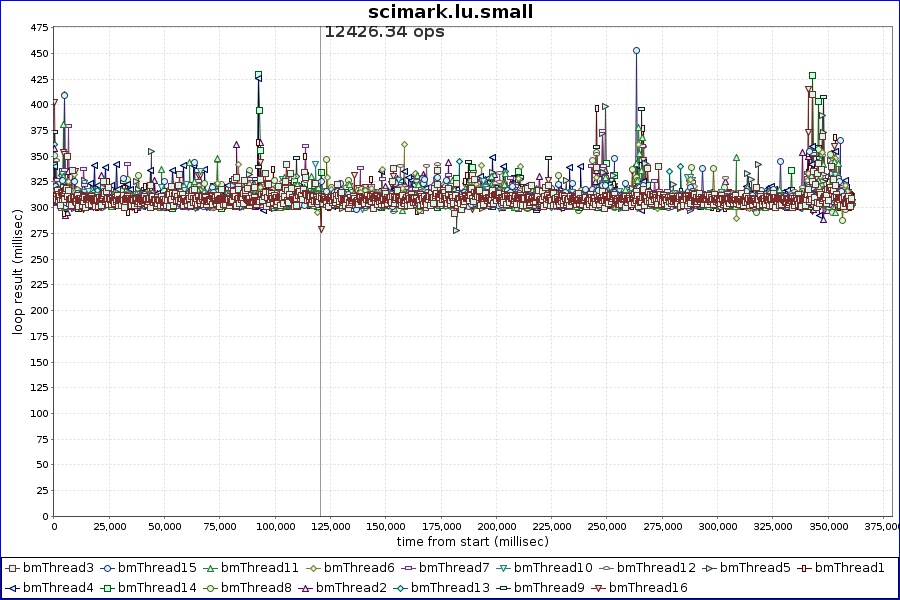 scimark.lu.small
12426.34 ops
475
450
425
400
375
350
325
300
275
250
225
200
175
150
125
100
75
50
25
0
loop result (millisec)
0 25,000 50,000 75,000 100,000 125,000 150,000 175,000 200,000 225,000 250,000 275,000 300,000 325,000 350,000 375,00
time from start (millisec)
bmThread3 bmThread15 bmThread11 bmThread6 bmThread7 bmThread10 bmThread12 bmThread5 bmThread1
bmThread4 bmThread14 bmThread8 bmThread2 bmThread13 bmThread9 bmThread16